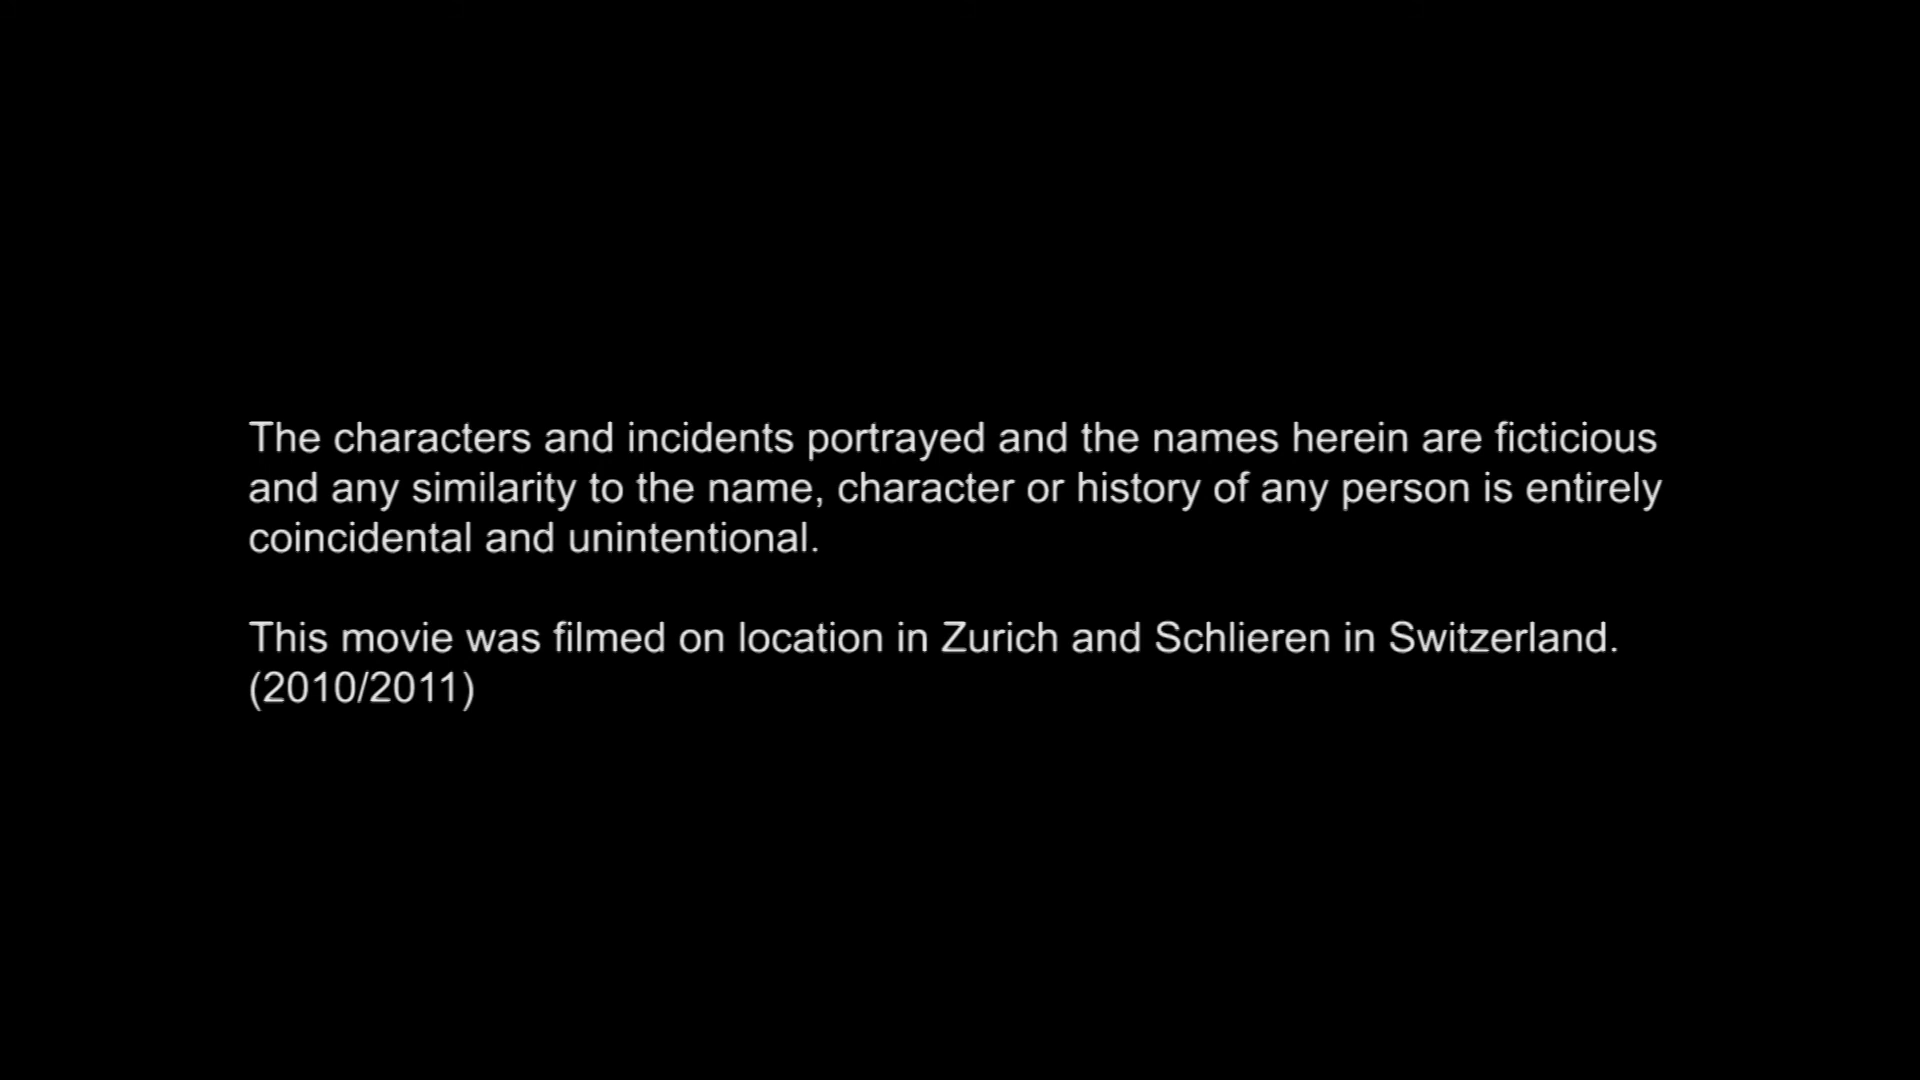 The characters and incidents portrayed and the names herein are ficticious
and any similarity to the name, character or history of any person is entirely
coincidental and unintentional.
This movie was filmed on location in Zurich and Schlieren in Switzerland.
(2010/2011)